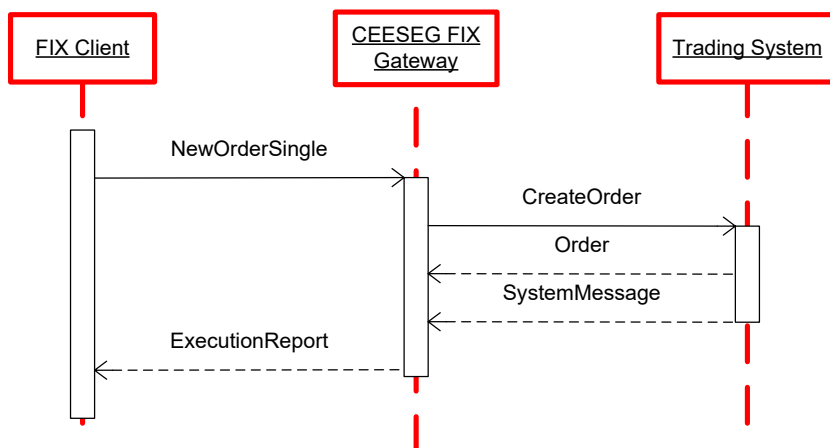 FIX Client
CEESEG FIX
Gateway
Trading System
NewOrderSingle
CreateOrder
Order
SystemMessage
ExecutionReport